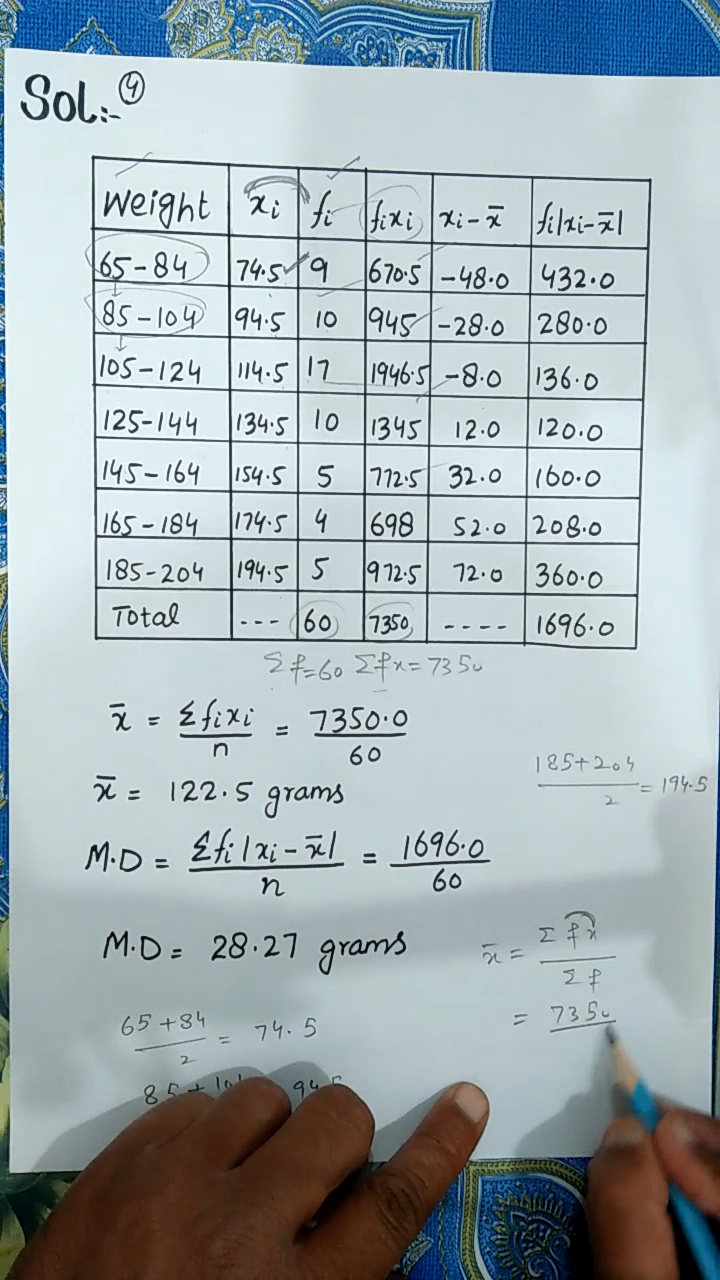 Sol:- ④
Weight xi fi fixi xi-x̄ fi|xi-x̄|
65-84 74.5 9 670.5 -48.0 432.0
85-104 94.5 10 945 -28.0 280.0
105-124 114.5 17 1946.5 -8.0 136.0
125-144 134.5 10 1345 12.0 120.0
145-164 154.5 5 772.5 32.0 160.0
165-184 174.5 4 698 52.0 208.0
185-204 194.5 5 972.5 72.0 360.0
Total --- 60 7350 ---- 1696.0
Σf=60 Σfx=7350
x̄ = Σfixi/n = 7350.0/60
185+204/2 = 194.5
x̄ = 122.5 grams
M.D = Σfi|xi-x̄|/n = 1696.0/60
M.D = 28.27 grams
x̄ = Σfx/Σf
= 7350
65+84/2 = 74.5
85+